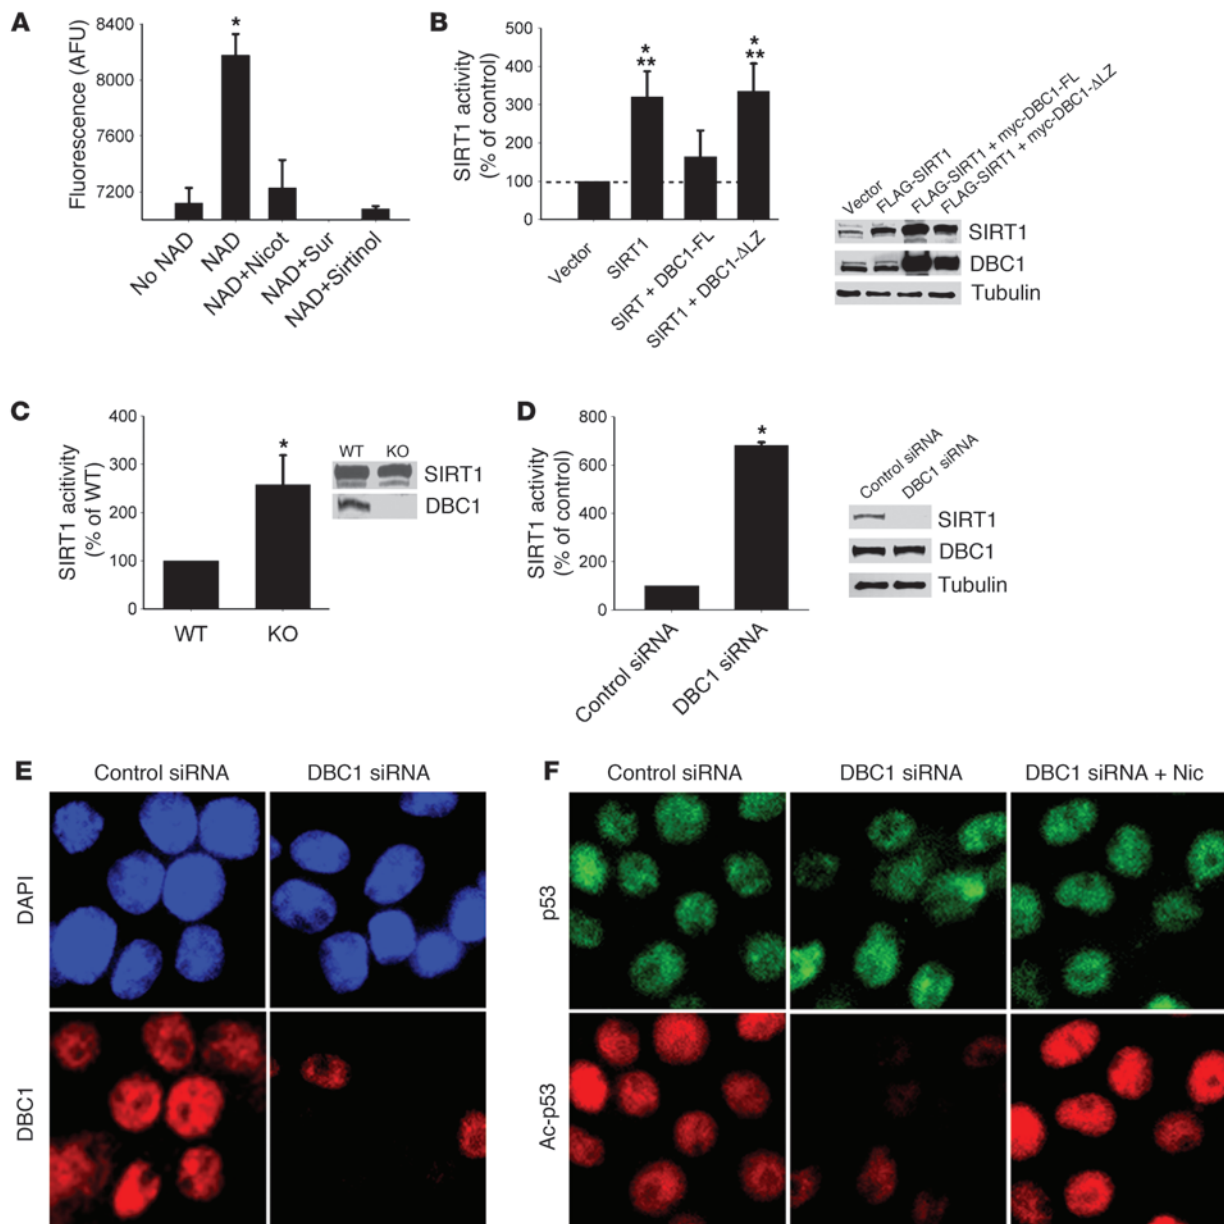 A
Fluorescence (AFU)
8400
8000
7600
7200
*
No NAD
NAD
NAD+Nicot
NAD+Sur
NAD+Sirtinol
B
SIRT1 activity
(% of control)
500
400
300
200
100
0
*
**
*
**
Vector
SIRT1
SIRT + DBC1-FL
SIRT1 + DBC1-ΔLZ
Vector
FLAG-SIRT1
FLAG-SIRT1 + myc-DBC1-FL
FLAG-SIRT1 + myc-DBC1-ΔLZ
SIRT1
DBC1
Tubulin
C
SIRT1 acitivity
(% of WT)
400
300
200
100
0
*
WT
KO
WT KO
SIRT1
DBC1
D
SIRT1 activity
(% of control)
800
600
400
200
0
*
Control siRNA
DBC1 siRNA
Control siRNA
DBC1 siRNA
SIRT1
DBC1
Tubulin
E
Control siRNA
DBC1 siRNA
DAPI
DBC1
F
Control siRNA
DBC1 siRNA
DBC1 siRNA + Nic
p53
Ac-p53